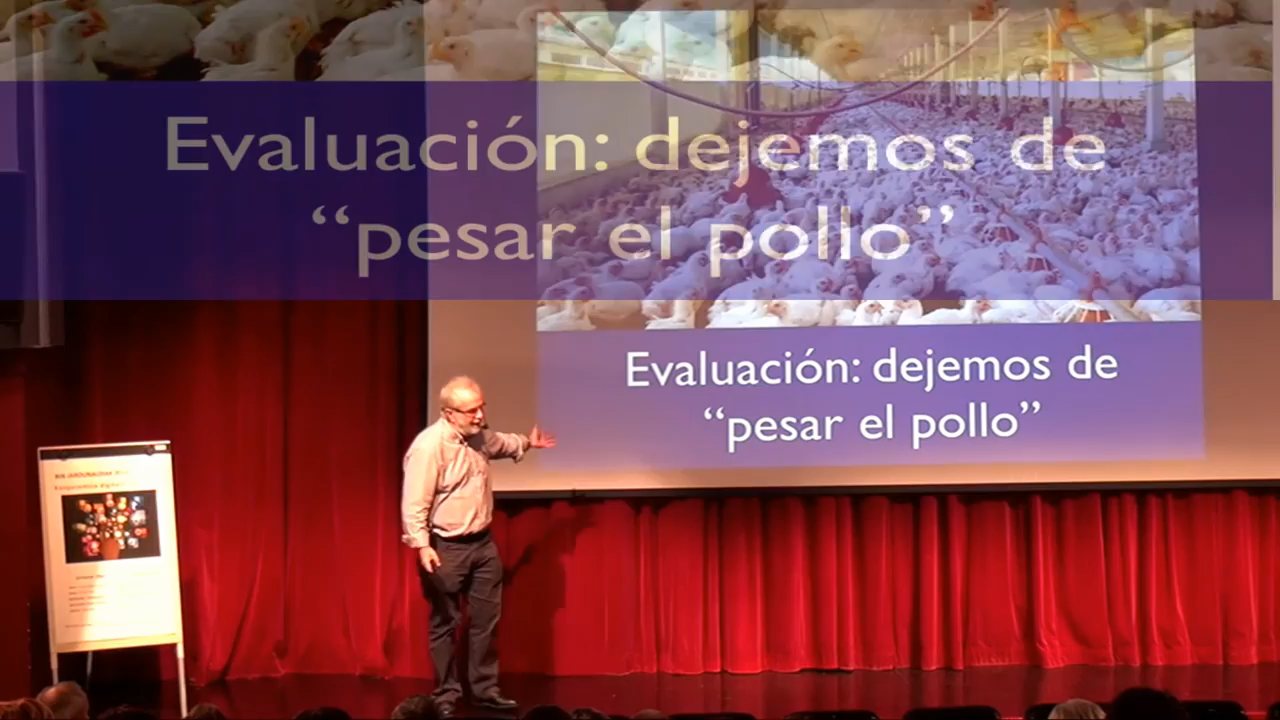 Evaluación: dejemos de
“pesar el pollo”
Evaluación: dejemos de
“pesar el pollo”